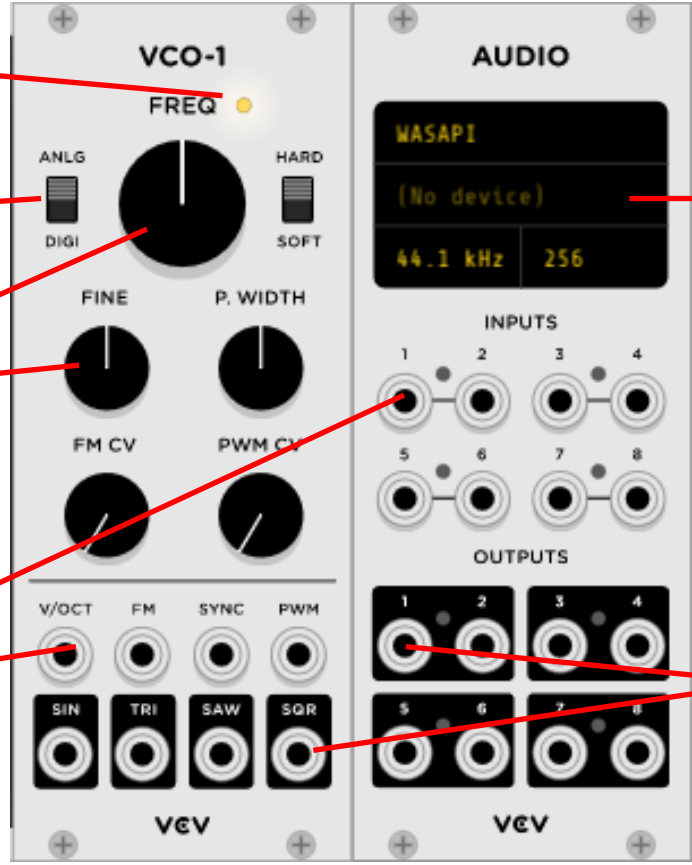 VCO-1
FREQ
ANLG
HARD
DIGI
SOFT
FINE
P. WIDTH
FM CV
PWM CV
V/OCT FM SYNC PWM
SIN TRI SAW SQR
VCV
AUDIO
WASAPI
(No device)
44.1 kHz 256
INPUTS
1 2 3 4
5 6 7 8
OUTPUTS
1 2 3 4
5 6 7 8
VCV